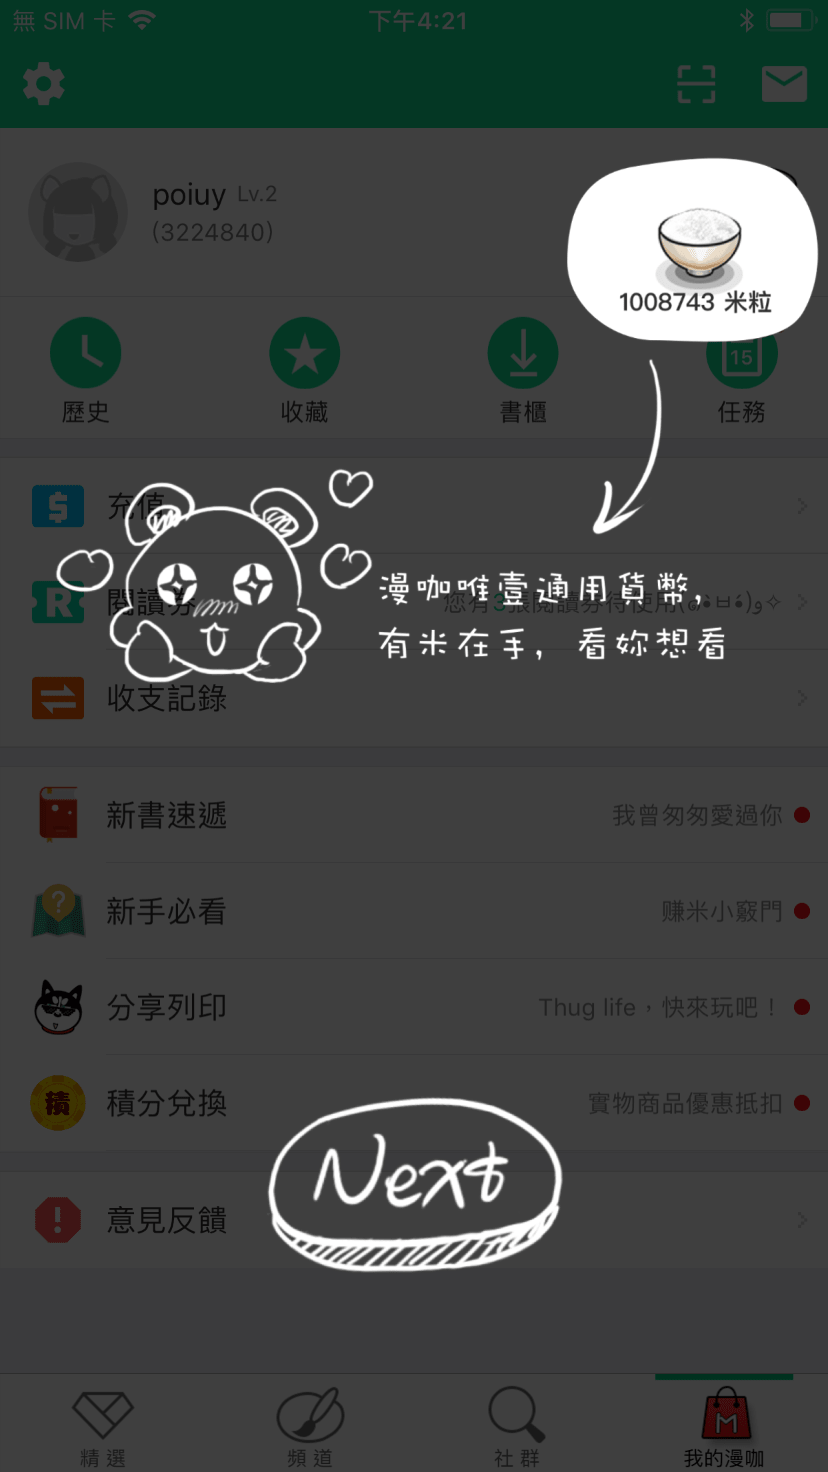 無 SIM 卡
下午4:21
poiuy Lv.2
(3224840)
1008743 米粒
歷史
收藏
書櫃
15
任務
$
充值
R
閱讀券
您有3張閱讀券待使用(๑•̀ㅂ•́)و✧
漫咖唯壹通用貨幣,
有米在手, 看妳想看
收支記錄
新書速遞
我曾匆匆愛過你
?
新手必看
赚米小竅門
分享列印
Thug life，快來玩吧！
積
積分兌換
實物商品優惠抵扣
Next
!
意見反饋
精選
頻道
社群
M
我的漫咖